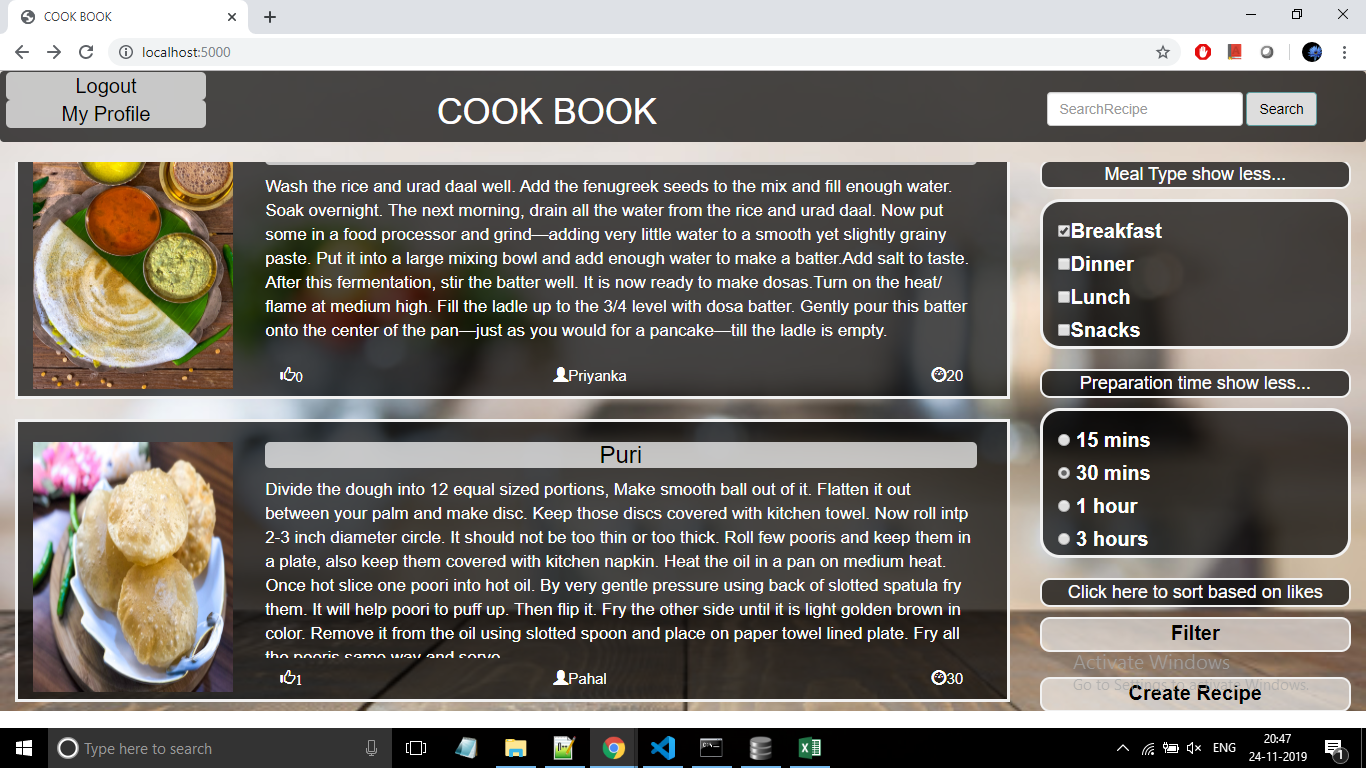 COOK BOOK
localhost:5000
Logout
My Profile
COOK BOOK
SearchRecipe
Search
Wash the rice and urad daal well. Add the fenugreek seeds to the mix and fill enough water.
Soak overnight. The next morning, drain all the water from the rice and urad daal. Now put
some in a food processor and grind—adding very little water to a smooth yet slightly grainy
paste. Put it into a large mixing bowl and add enough water to make a batter.Add salt to taste.
After this fermentation, stir the batter well. It is now ready to make dosas.Turn on the heat/
flame at medium high. Fill the ladle up to the 3/4 level with dosa batter. Gently pour this batter
onto the center of the pan—just as you would for a pancake—till the ladle is empty.
0
Priyanka
20
Puri
Divide the dough into 12 equal sized portions, Make smooth ball out of it. Flatten it out
between your palm and make disc. Keep those discs covered with kitchen towel. Now roll intp
2-3 inch diameter circle. It should not be too thin or too thick. Roll few pooris and keep them in
a plate, also keep them covered with kitchen napkin. Heat the oil in a pan on medium heat.
Once hot slice one poori into hot oil. By very gentle pressure using back of slotted spatula fry
them. It will help poori to puff up. Then flip it. Fry the other side until it is light golden brown in
color. Remove it from the oil using slotted spoon and place on paper towel lined plate. Fry all
the pooris same way and serve
1
Pahal
30
Meal Type show less...
Breakfast
Dinner
Lunch
Snacks
Preparation time show less...
15 mins
30 mins
1 hour
3 hours
Click here to sort based on likes
Filter
Activate Windows
Go to Settings to activate Windows.
Create Recipe
Type here to search
ENG
20:47
24-11-2019
1